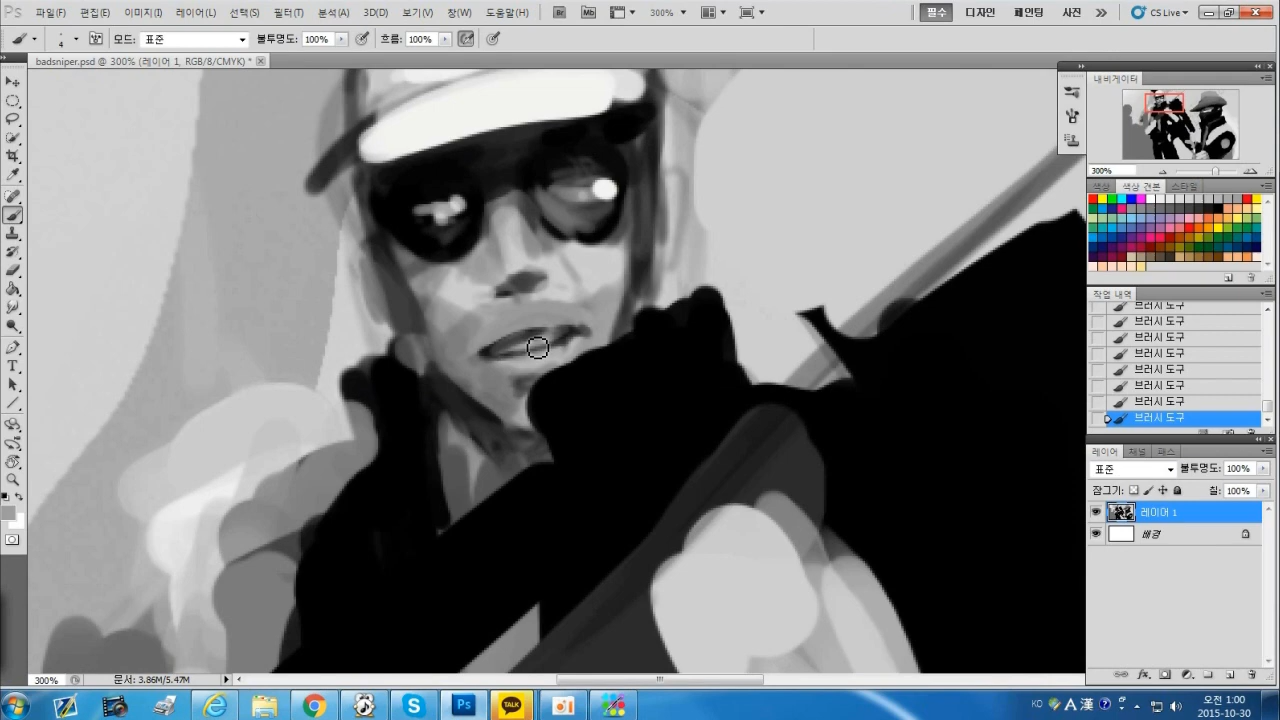 Ps 파일(F) 편집(E) 이미지(I) 레이어(L) 선택(S) 필터(T) 분석(A) 3D(D) 보기(V) 창(W) 도움말(H) Br Mb 300% 필수 디자인 페인팅 사진 CS Live
4 모드: 표준 불투명도: 100% 흐름: 100%
badsniper.psd @ 300% (레이어 1, RGB/8/CMYK) *
내비게이터
300%
색상 색상 견본 스타일
작업 내역
브러시 도구
브러시 도구
브러시 도구
브러시 도구
브러시 도구
브러시 도구
브러시 도구
브러시 도구
레이어 채널 패스
표준 불투명도: 100%
잠그기: 칠: 100%
레이어 1
배경
300% 문서: 3.86M/5.47M
Ps TALK KO A 漢 오전 1:00
2015-10-30